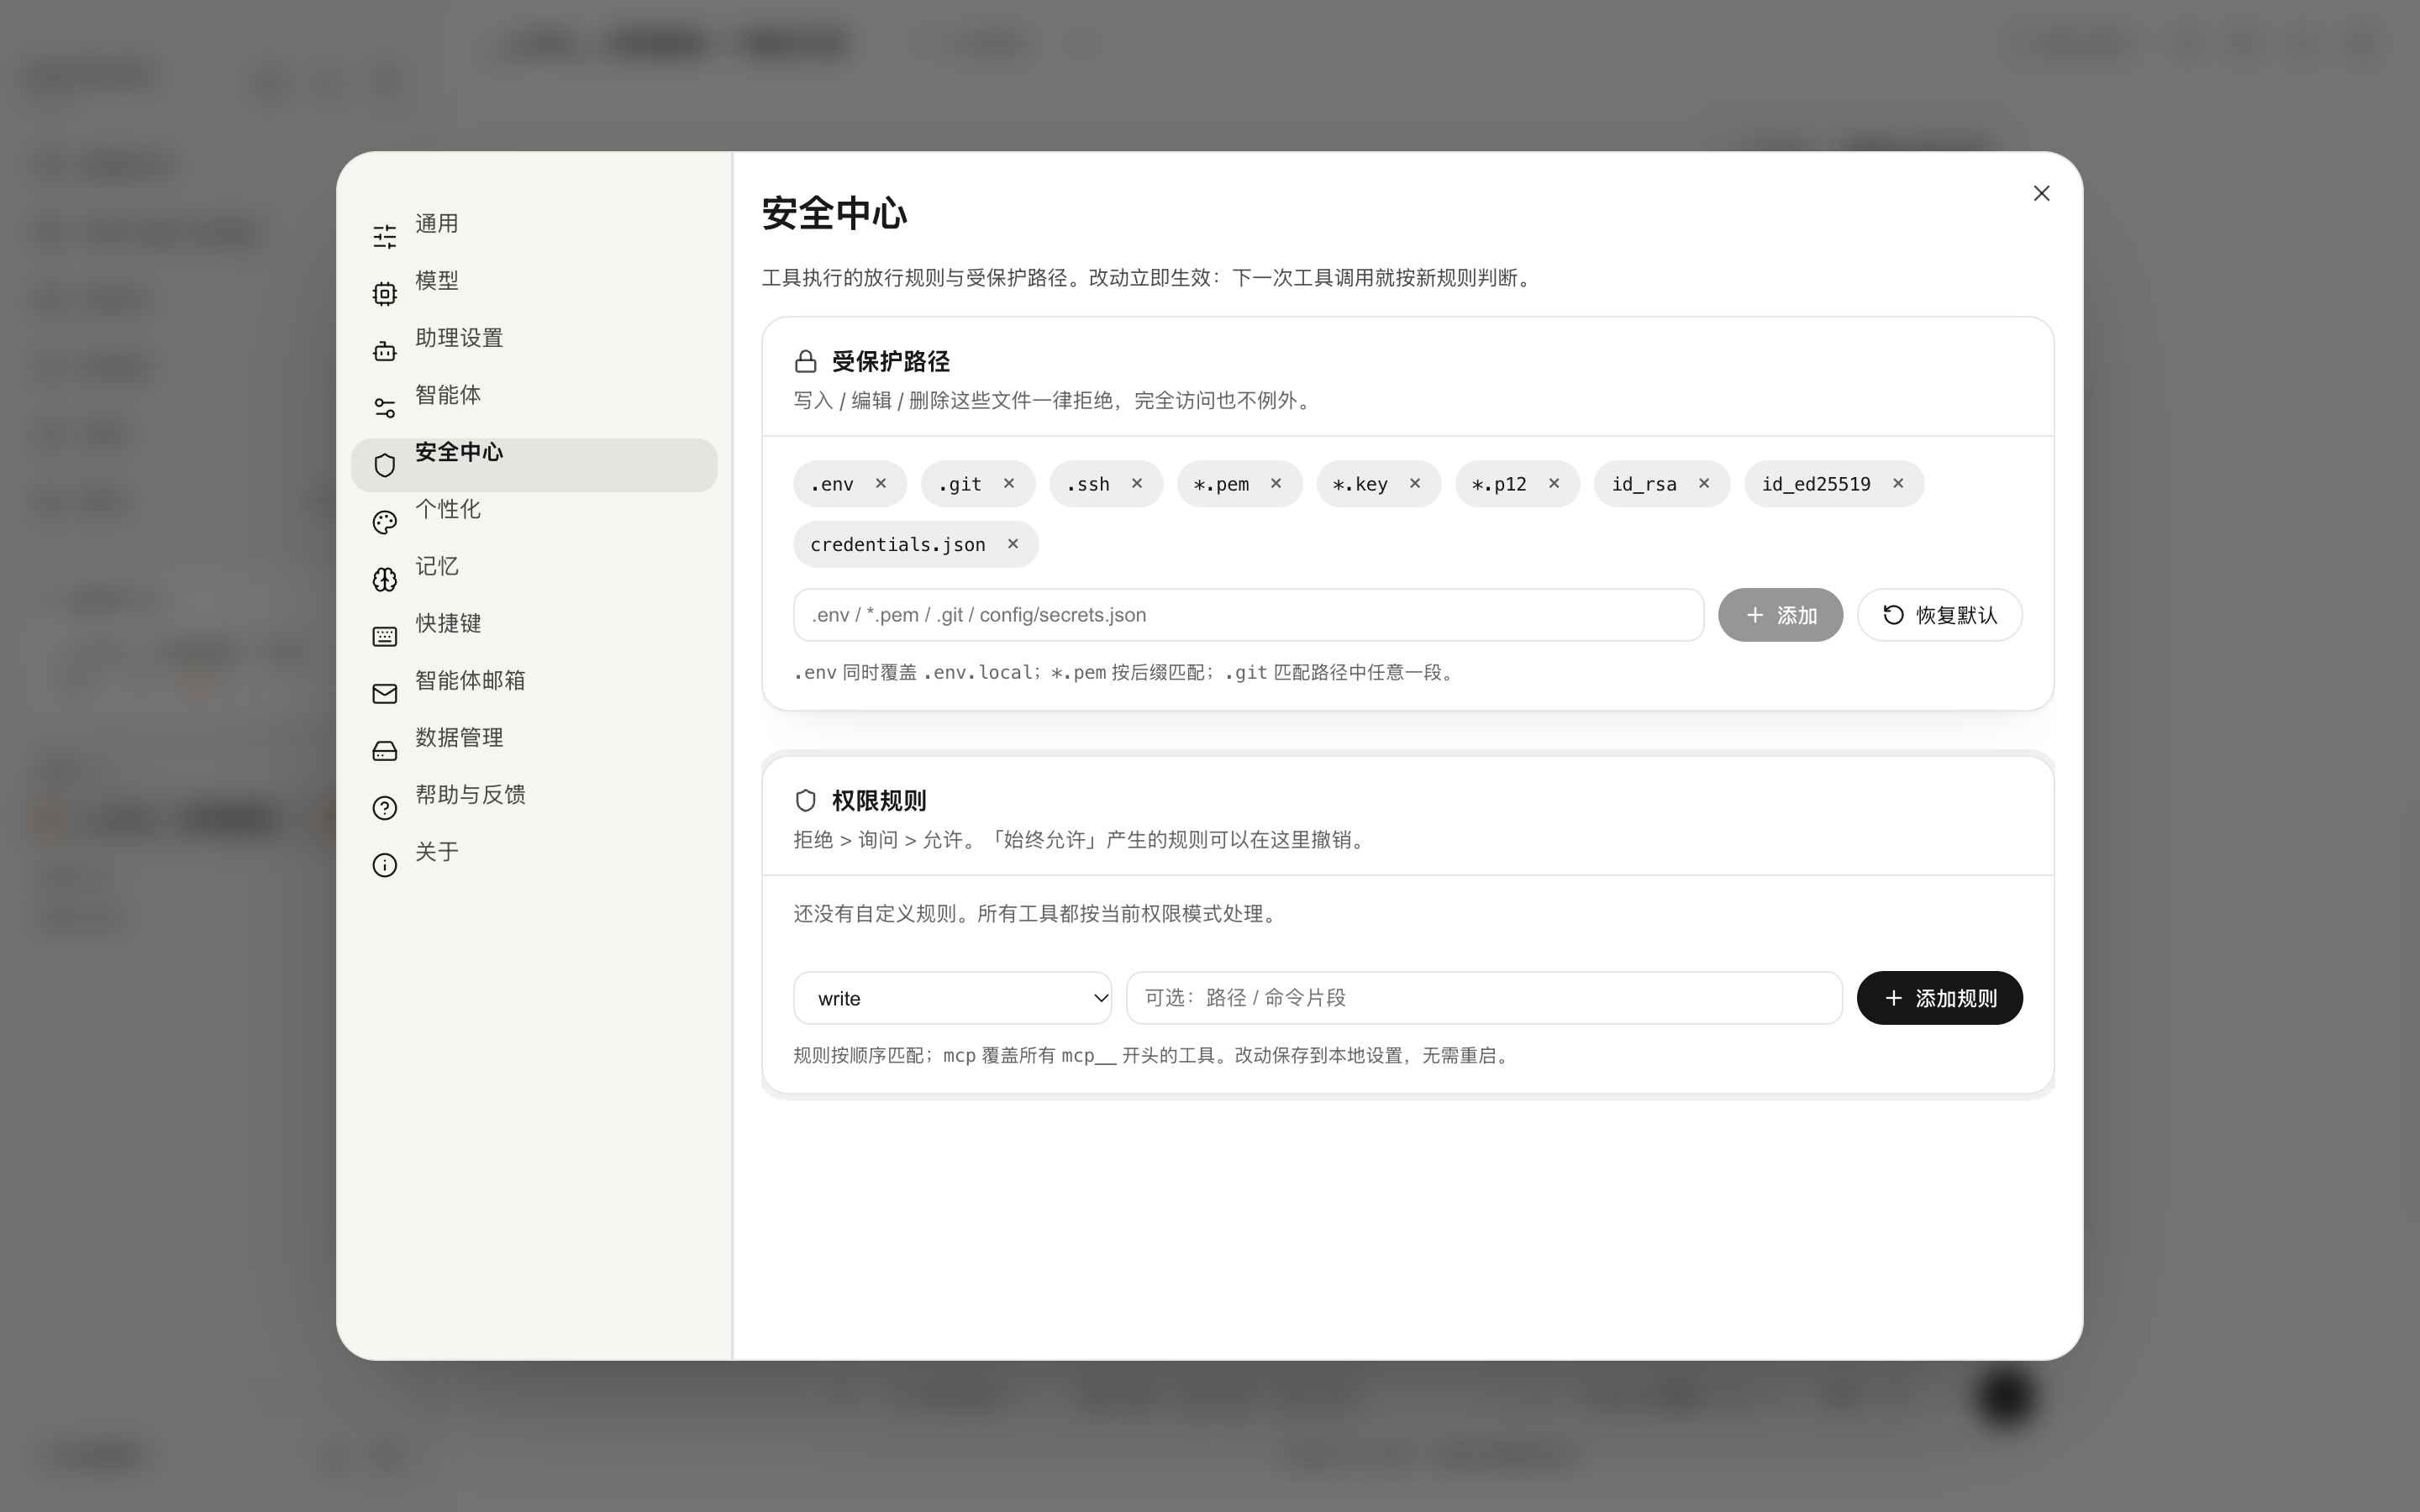 通用
模型
助理设置
智能体
安全中心
个性化
记忆
快捷键
智能体邮箱
数据管理
帮助与反馈
关于
安全中心
工具执行的放行规则与受保护路径。改动立即生效：下一次工具调用就按新规则判断。
受保护路径
写入 / 编辑 / 删除这些文件一律拒绝，完全访问也不例外。
.env × .git × .ssh × *.pem × *.key × *.p12 × id_rsa × id_ed25519 ×
credentials.json ×
.env / *.pem / .git / config/secrets.json + 添加 恢复默认
.env 同时覆盖 .env.local；*.pem 按后缀匹配；.git 匹配路径中任意一段。
权限规则
拒绝 > 询问 > 允许。「始终允许」产生的规则可以在这里撤销。
还没有自定义规则。所有工具都按当前权限模式处理。
write 可选：路径 / 命令片段 + 添加规则
规则按顺序匹配；mcp 覆盖所有 mcp__ 开头的工具。改动保存到本地设置，无需重启。